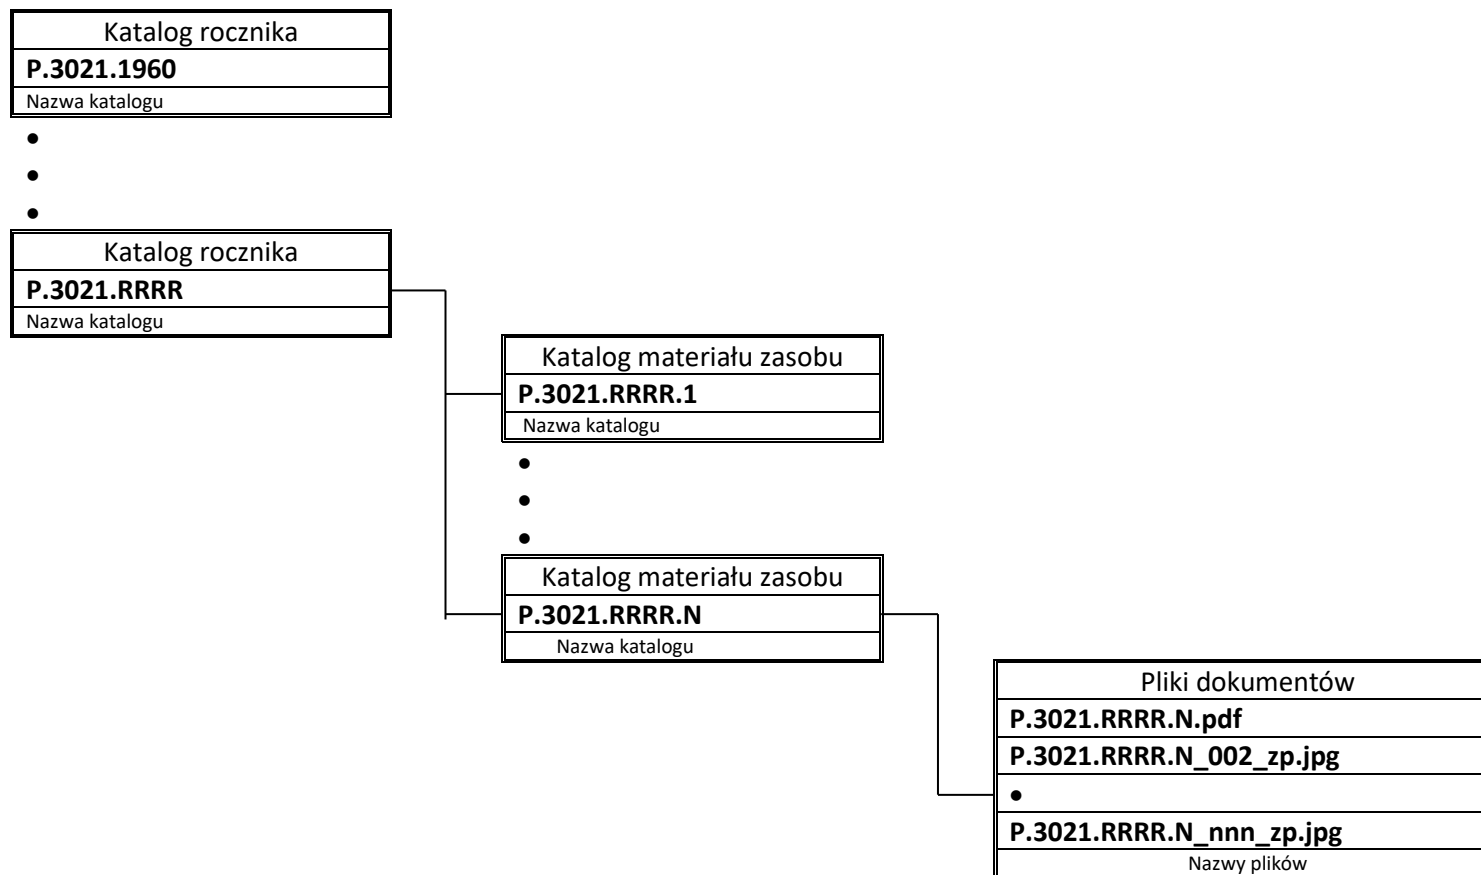 Katalog rocznika
P.3021.1960
Nazwa katalogu
•
•
•
Katalog rocznika
P.3021.RRRR
Nazwa katalogu
Katalog materiału zasobu
P.3021.RRRR.1
Nazwa katalogu
•
•
•
Katalog materiału zasobu
P.3021.RRRR.N
Nazwa katalogu
Pliki dokumentów
P.3021.RRRR.N.pdf
P.3021.RRRR.N_002_zp.jpg
•
P.3021.RRRR.N_nnn_zp.jpg
Nazwy plików